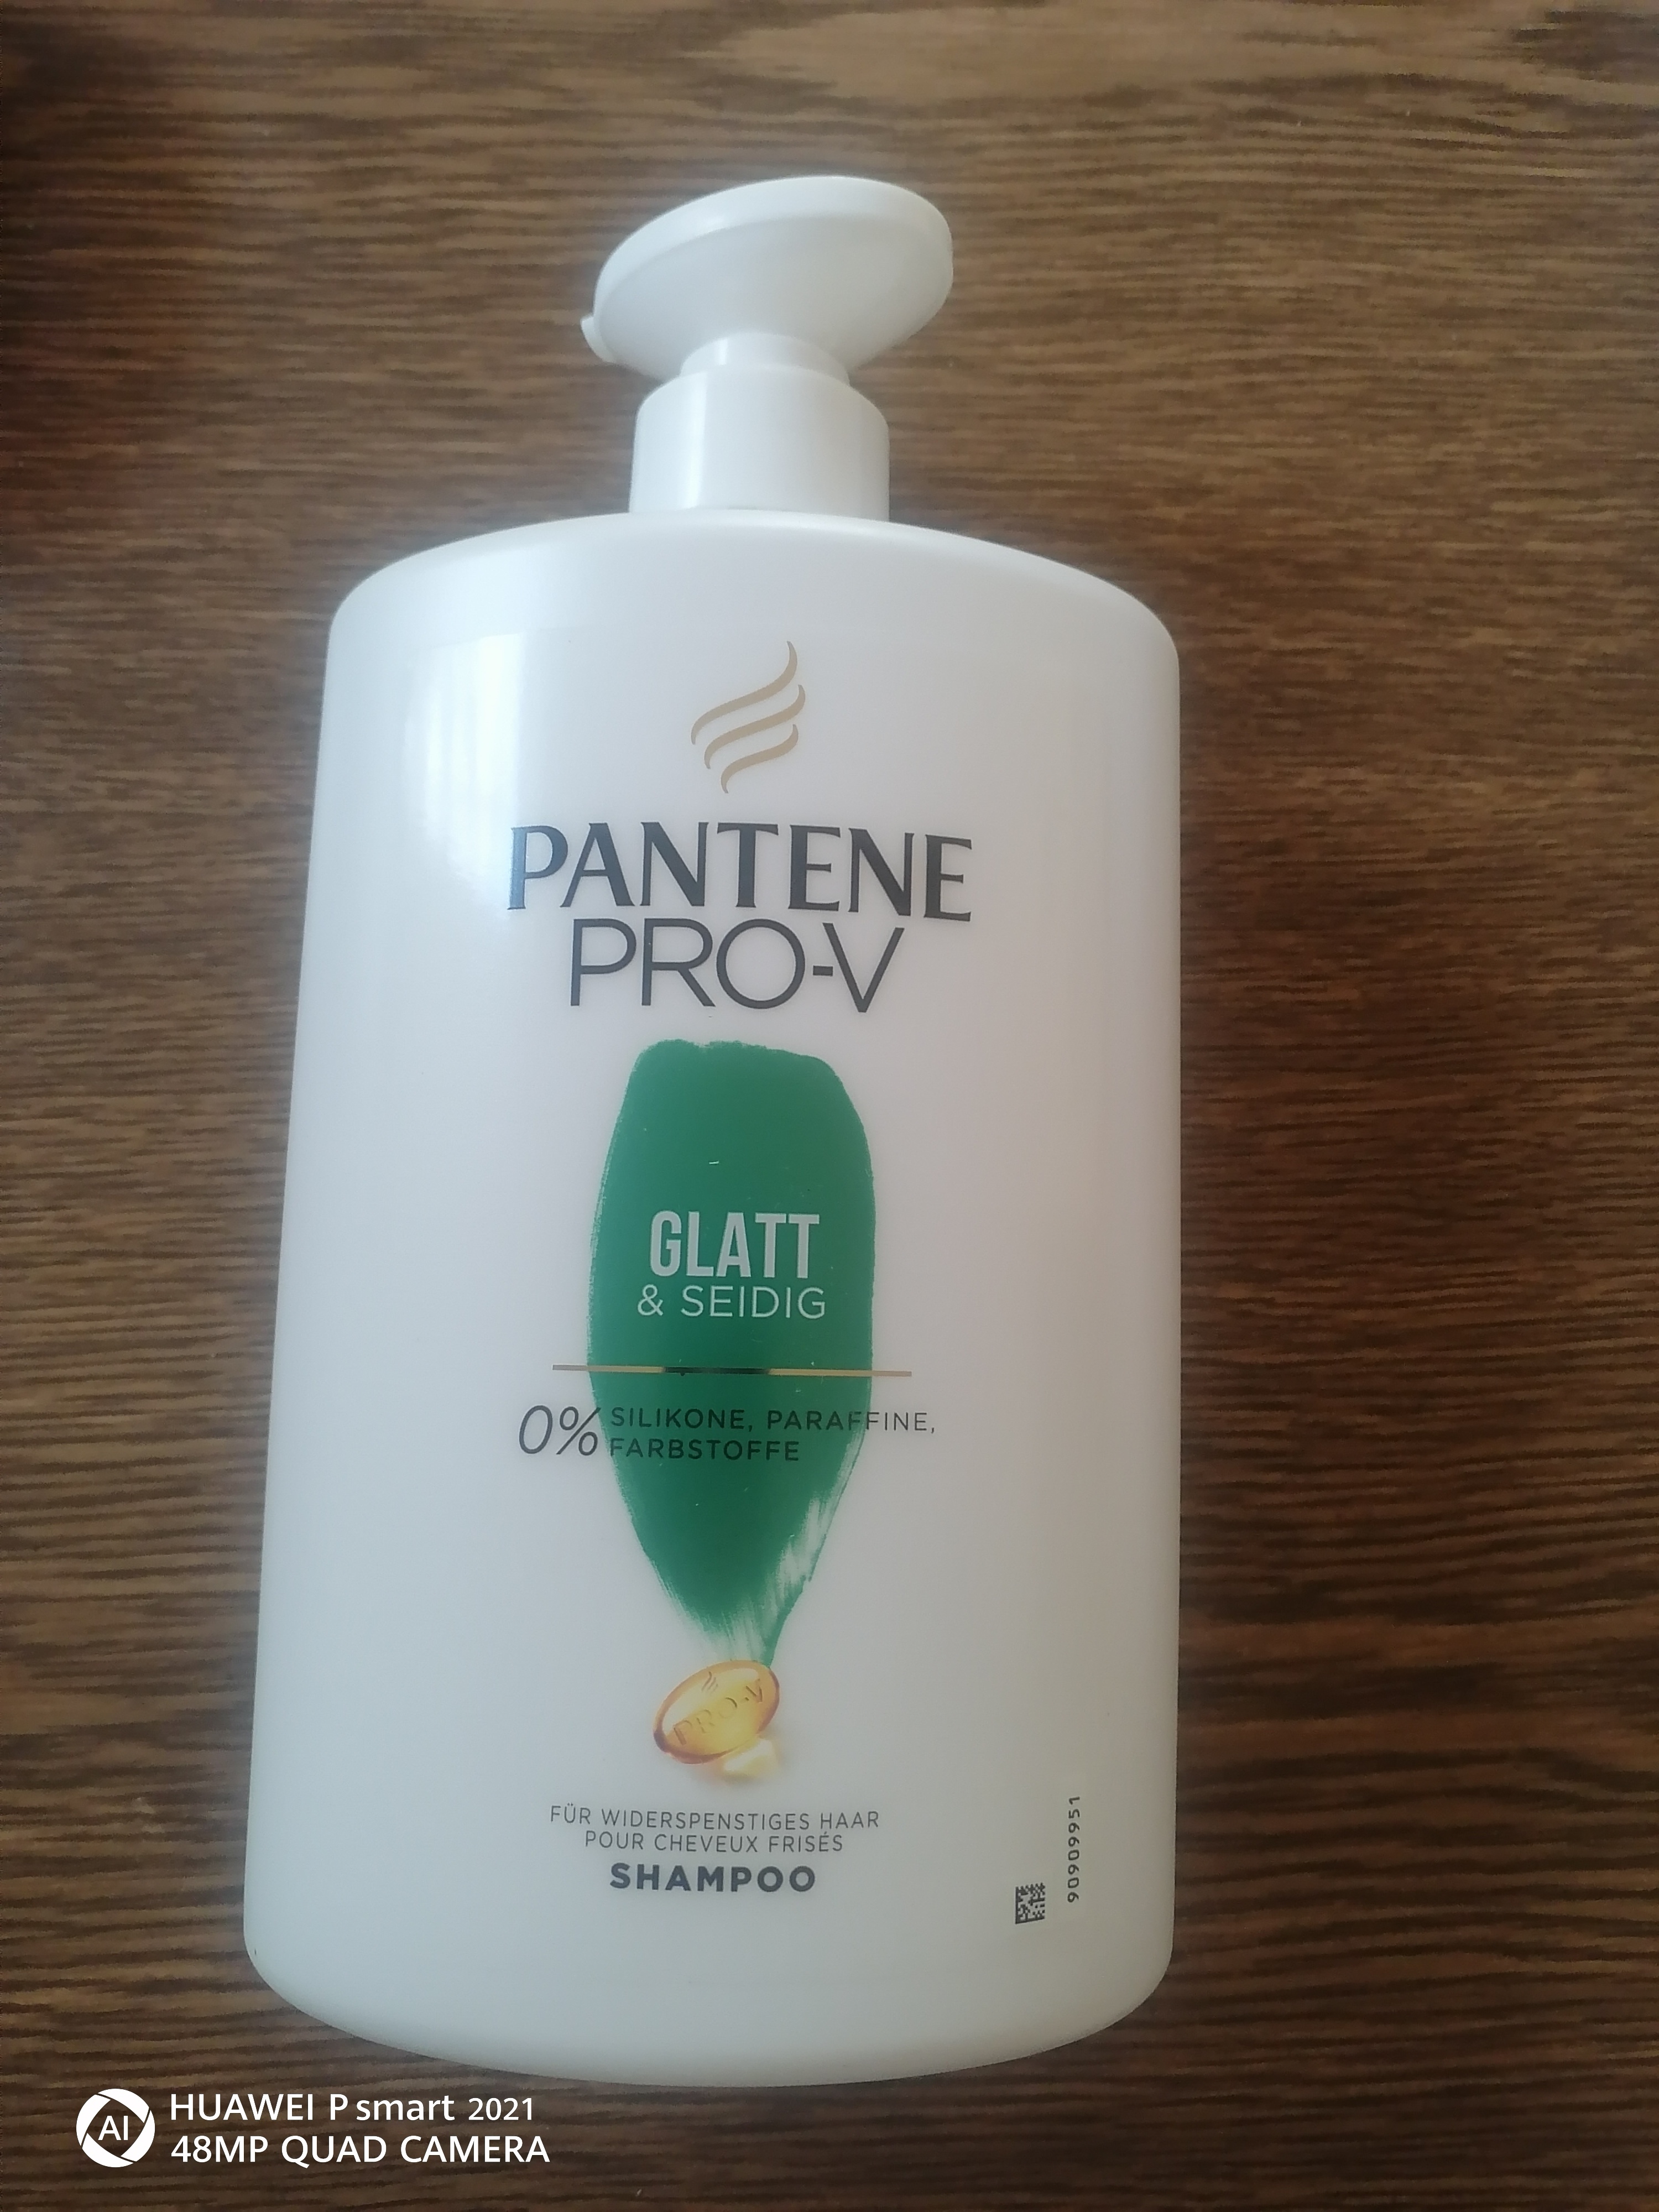 PANTENE
PRO-V
GLATT
& SEIDIG
0% SILIKONE, PARAFFINE,
FARBSTOFFE
PRO-V
FÜR WIDERSPENSTIGES HAAR
POUR CHEVEUX FRISÉS
SHAMPOO
90909951
AI
HUAWEI P smart 2021
48MP QUAD CAMERA